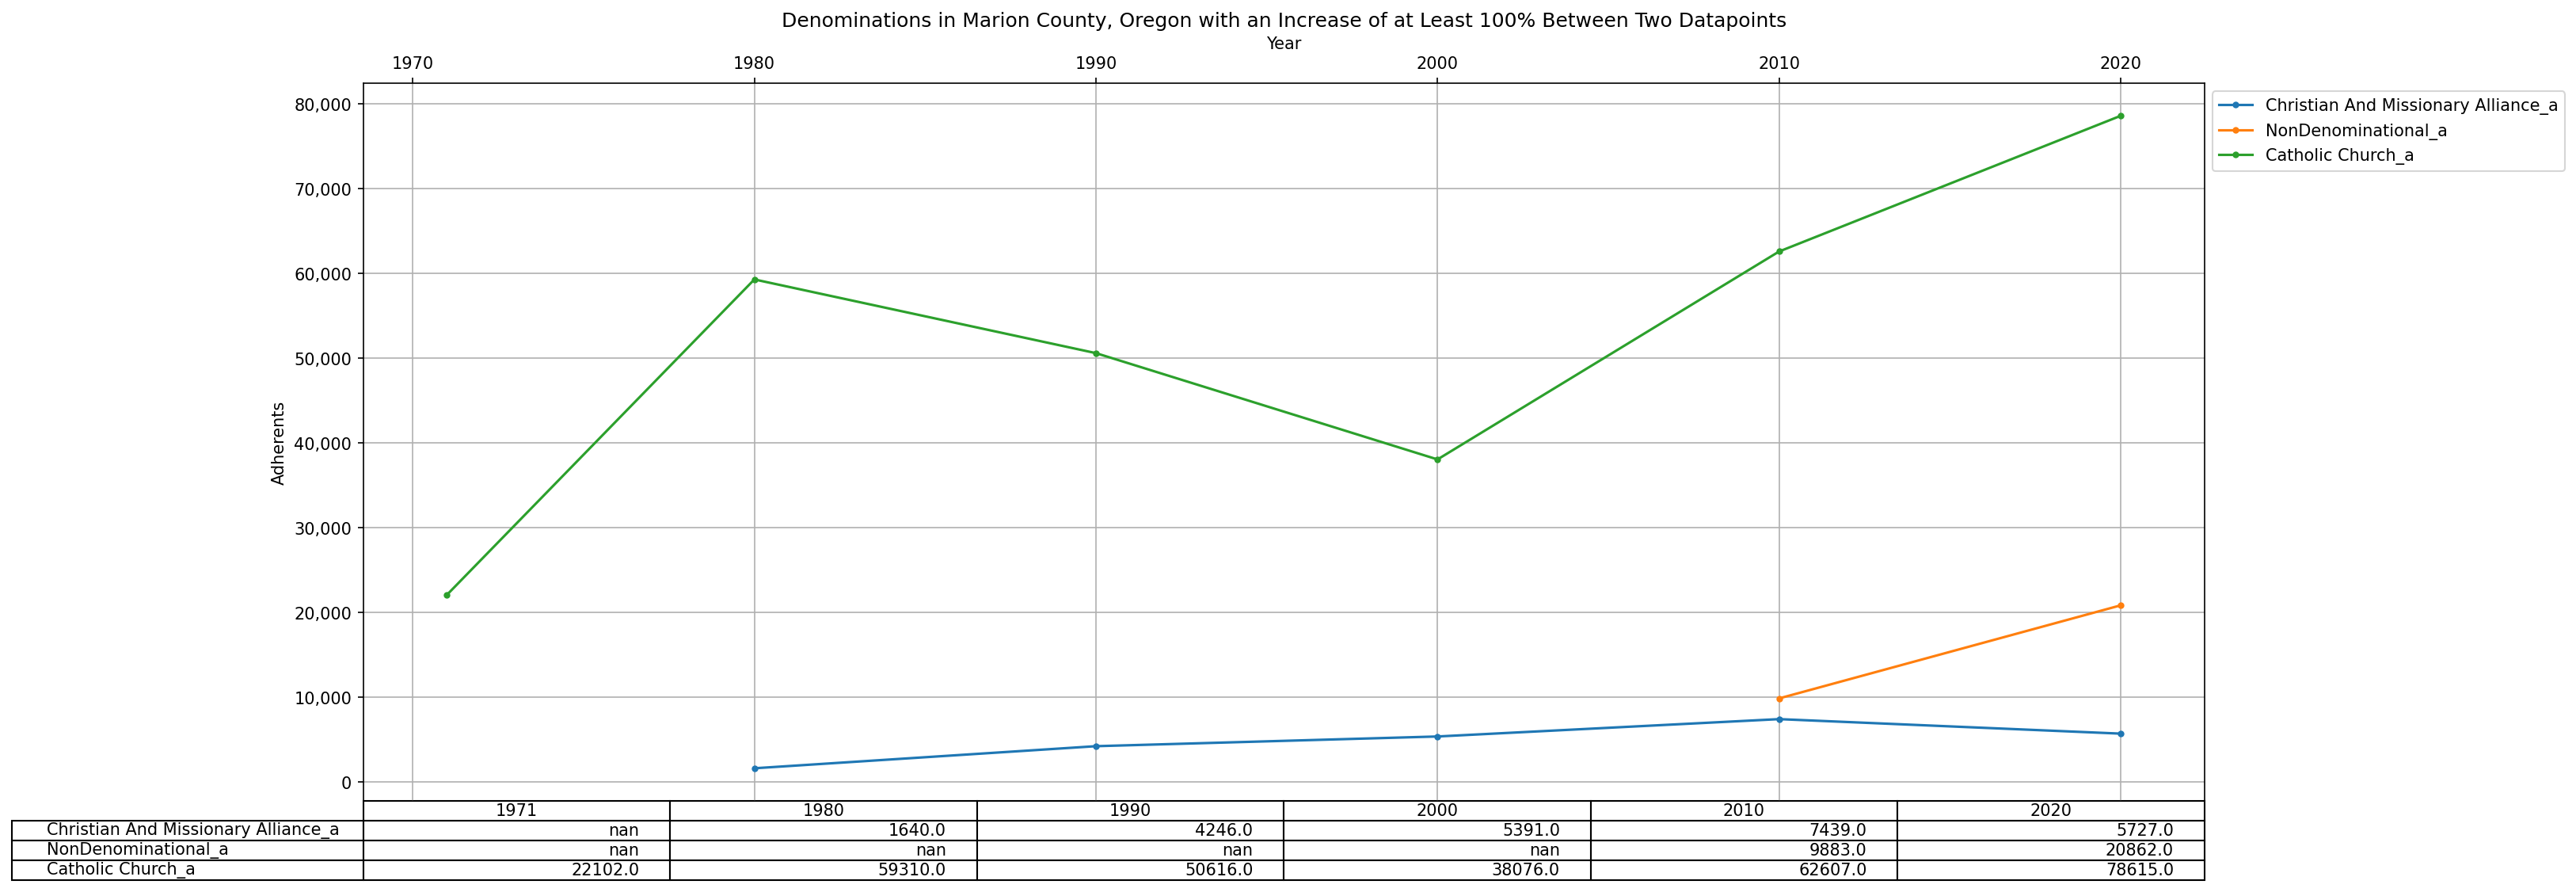 Denominations in Marion County, Oregon with an Increase of at Least 100% Between Two Datapoints
Year
1970 1980 1990 2000 2010 2020
80,000
70,000
60,000
50,000
40,000
30,000
20,000
10,000
0
Adherents
Christian And Missionary Alliance_a
NonDenominational_a
Catholic Church_a
1971 1980 1990 2000 2010 2020
Christian And Missionary Alliance_a nan 1640.0 4246.0 5391.0 7439.0 5727.0
NonDenominational_a nan nan nan nan 9883.0 20862.0
Catholic Church_a 22102.0 59310.0 50616.0 38076.0 62607.0 78615.0